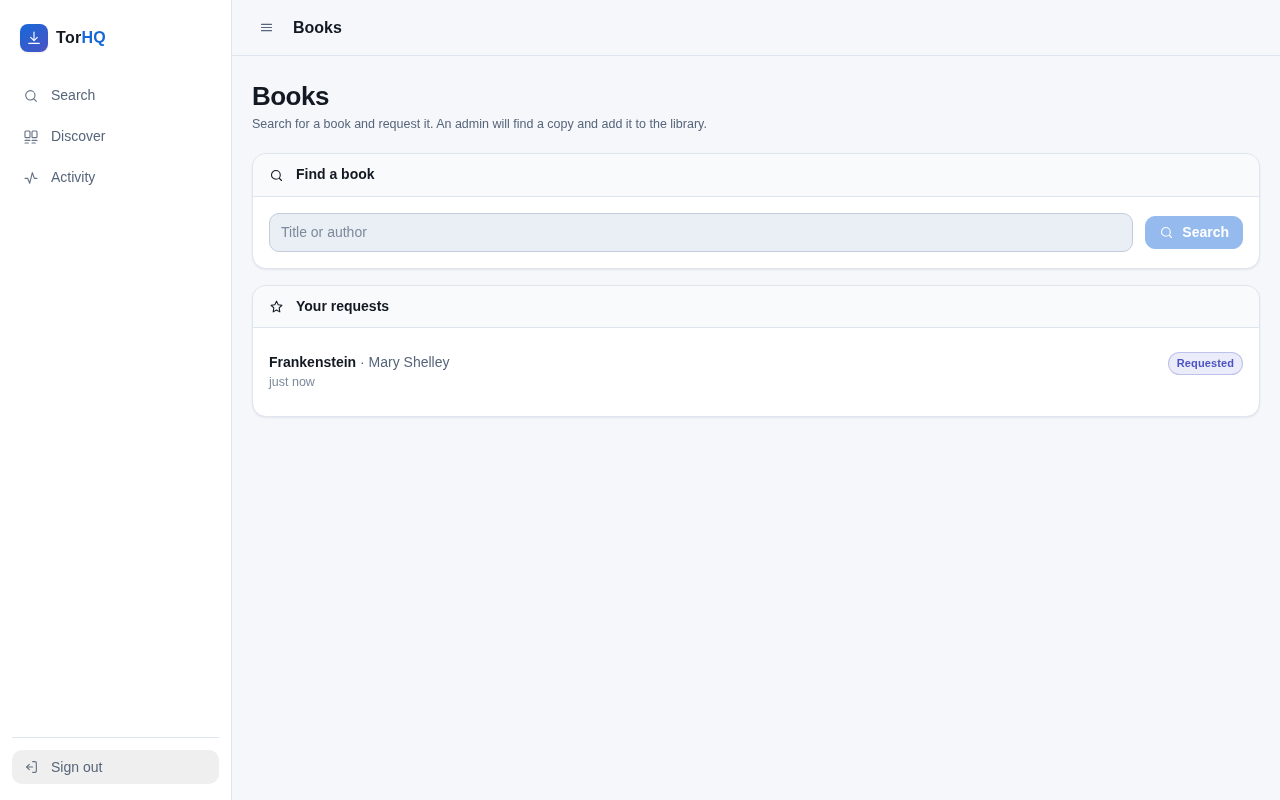 TorHQ
Search
Discover
Activity
Sign out
Books
Books
Search for a book and request it. An admin will find a copy and add it to the library.
Find a book
Title or author
Search
Your requests
Frankenstein · Mary Shelley
just now
Requested